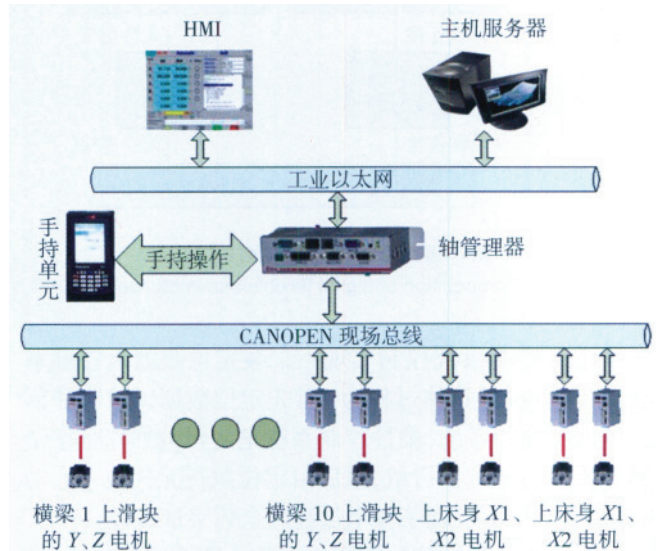 HMI
主机服务器
工业以太网
手持单元
手持操作
轴管理器
CANOPEN 现场总线
横梁 1 上滑块
的 Y、Z 电机
横梁 10 上滑块
的 Y、Z 电机
上床身 X1、
X2 电机
上床身 X1、
X2 电机